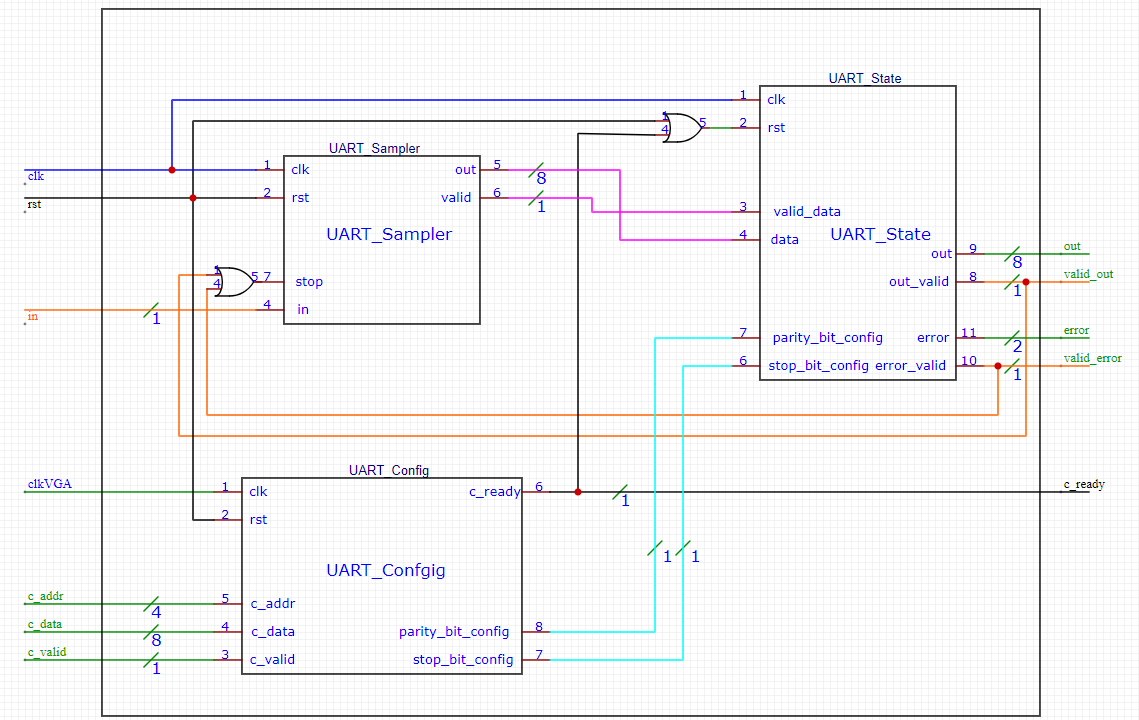 UART_State
1 clk
1
4
5
2 rst
UART_Sampler
clk
1 clk
out 5
8
rst
2 rst
valid 6
1
3 valid_data
4 data
UART_Sampler
UART_State
out 9
8
out
1
4
5 7 stop
out_valid 8
1
valid_out
in
1
4 in
7 parity_bit_config
error 11
2
error
6 stop_bit_config
error_valid 10
1
valid_error
UART_Config
clkVGA
1 clk
c_ready 6
1
c_ready
2 rst
1
1
UART_Confgig
c_addr
4
5 c_addr
c_data
8
4 c_data
parity_bit_config 8
c_valid
1
3 c_valid
stop_bit_config 7